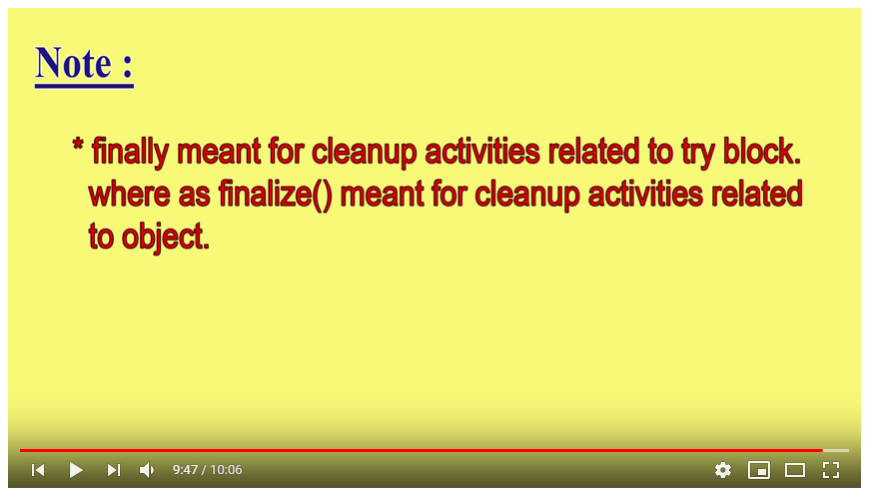 Note :
* finally meant for cleanup activities related to try block.
where as finalize() meant for cleanup activities related
to object.
9:47 / 10:06